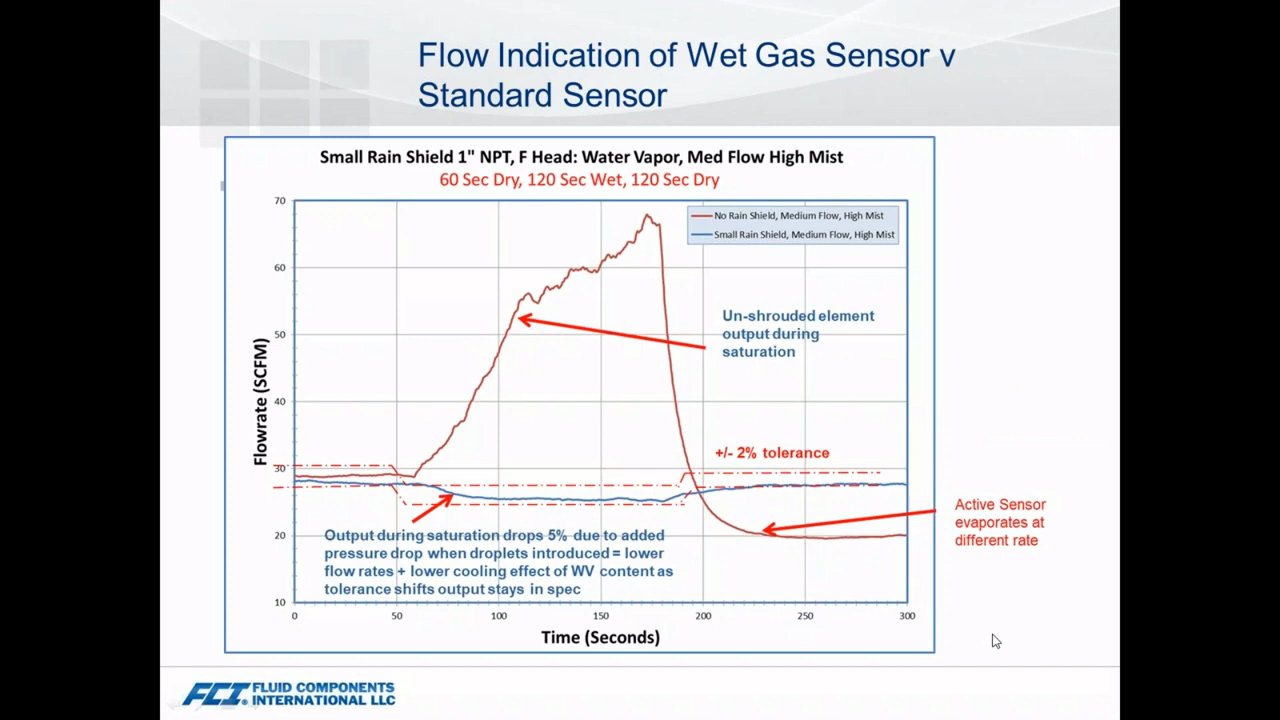 Flow Indication of Wet Gas Sensor v
Standard Sensor
Small Rain Shield 1" NPT, F Head: Water Vapor, Med Flow High Mist
60 Sec Dry, 120 Sec Wet, 120 Sec Dry
No Rain Shield, Medium Flow, High Mist
Small Rain Shield, Medium Flow, High Mist
70
60
50
40
30
20
10
Flowrate (SCFM)
Un-shrouded element
output during
saturation
+/- 2% tolerance
Active Sensor
evaporates at
different rate
Output during saturation drops 5% due to added
pressure drop when droplets introduced = lower
flow rates + lower cooling effect of WV content as
tolerance shifts output stays in spec
0
50
100
150
200
250
300
Time (Seconds)
FCI. FLUID COMPONENTS
INTERNATIONAL LLC